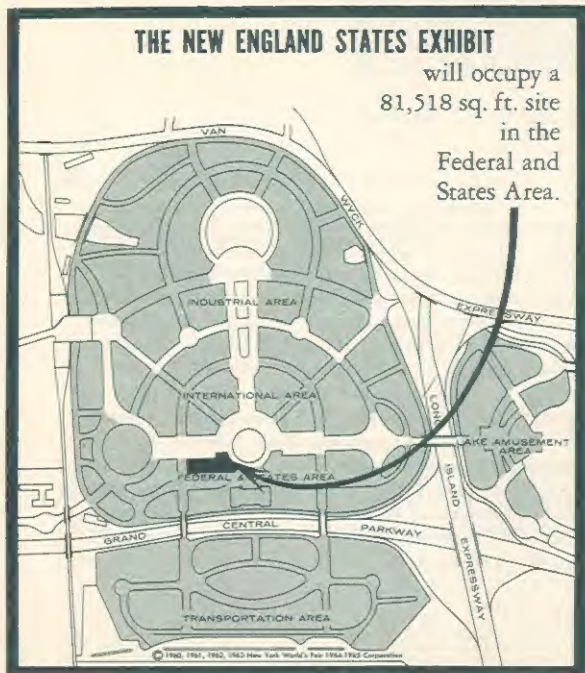 THE NEW ENGLAND STATES EXHIBIT
will occupy a
81,518 sq. ft. site
in the
Federal and
States Area.
VAN
WYCK
EXPRESSWAY
INDUSTRIAL AREA
INTERNATIONAL AREA
LONG
ISLAND
EXPRESSWAY
LAKE AMUSEMENT
AREA
FEDERAL & STATES AREA
GRAND
CENTRAL
PARKWAY
TRANSPORTATION AREA
© 1960, 1961, 1962, 1963 New York World's Fair 1964-1965 Corporation